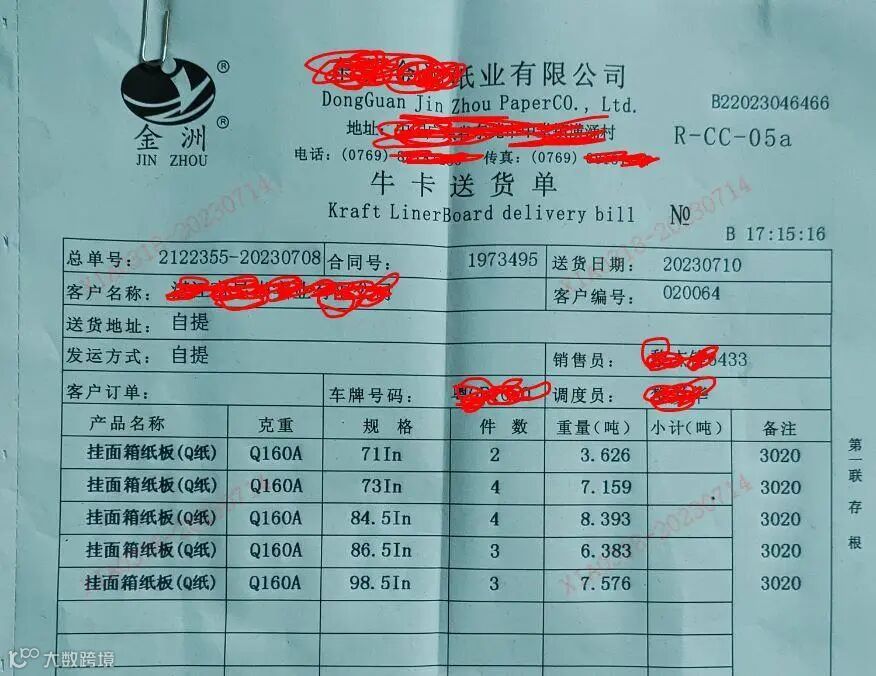 纸业有限公司
DongGuan Jin Zhou PaperCO., Ltd.
B22023046466
地址:
村
R-CC-05a
金洲
JIN ZHOU
电话: (0769) 传真: (0769)
牛卡送货单
Kraft LinerBoard delivery bill №
B 17:15:16
总单号: 2122355-20230708 合同号: 1973495 送货日期: 20230710
客户名称: 客户编号: 020064
送货地址: 自提
发运方式: 自提 销售员: 433
客户订单: 车牌号码: 调度员:
产品名称 克重 规格 件数 重量(吨) 小计(吨) 备注
挂面箱纸板(Q纸) Q160A 71In 2 3.626 3020
挂面箱纸板(Q纸) Q160A 73In 4 7.159 3020
挂面箱纸板(Q纸) Q160A 84.5In 4 8.393 3020
挂面箱纸板(Q纸) Q160A 86.5In 3 6.383 3020
挂面箱纸板(Q纸) Q160A 98.5In 3 7.576 3020
第一联存根
大数跨境